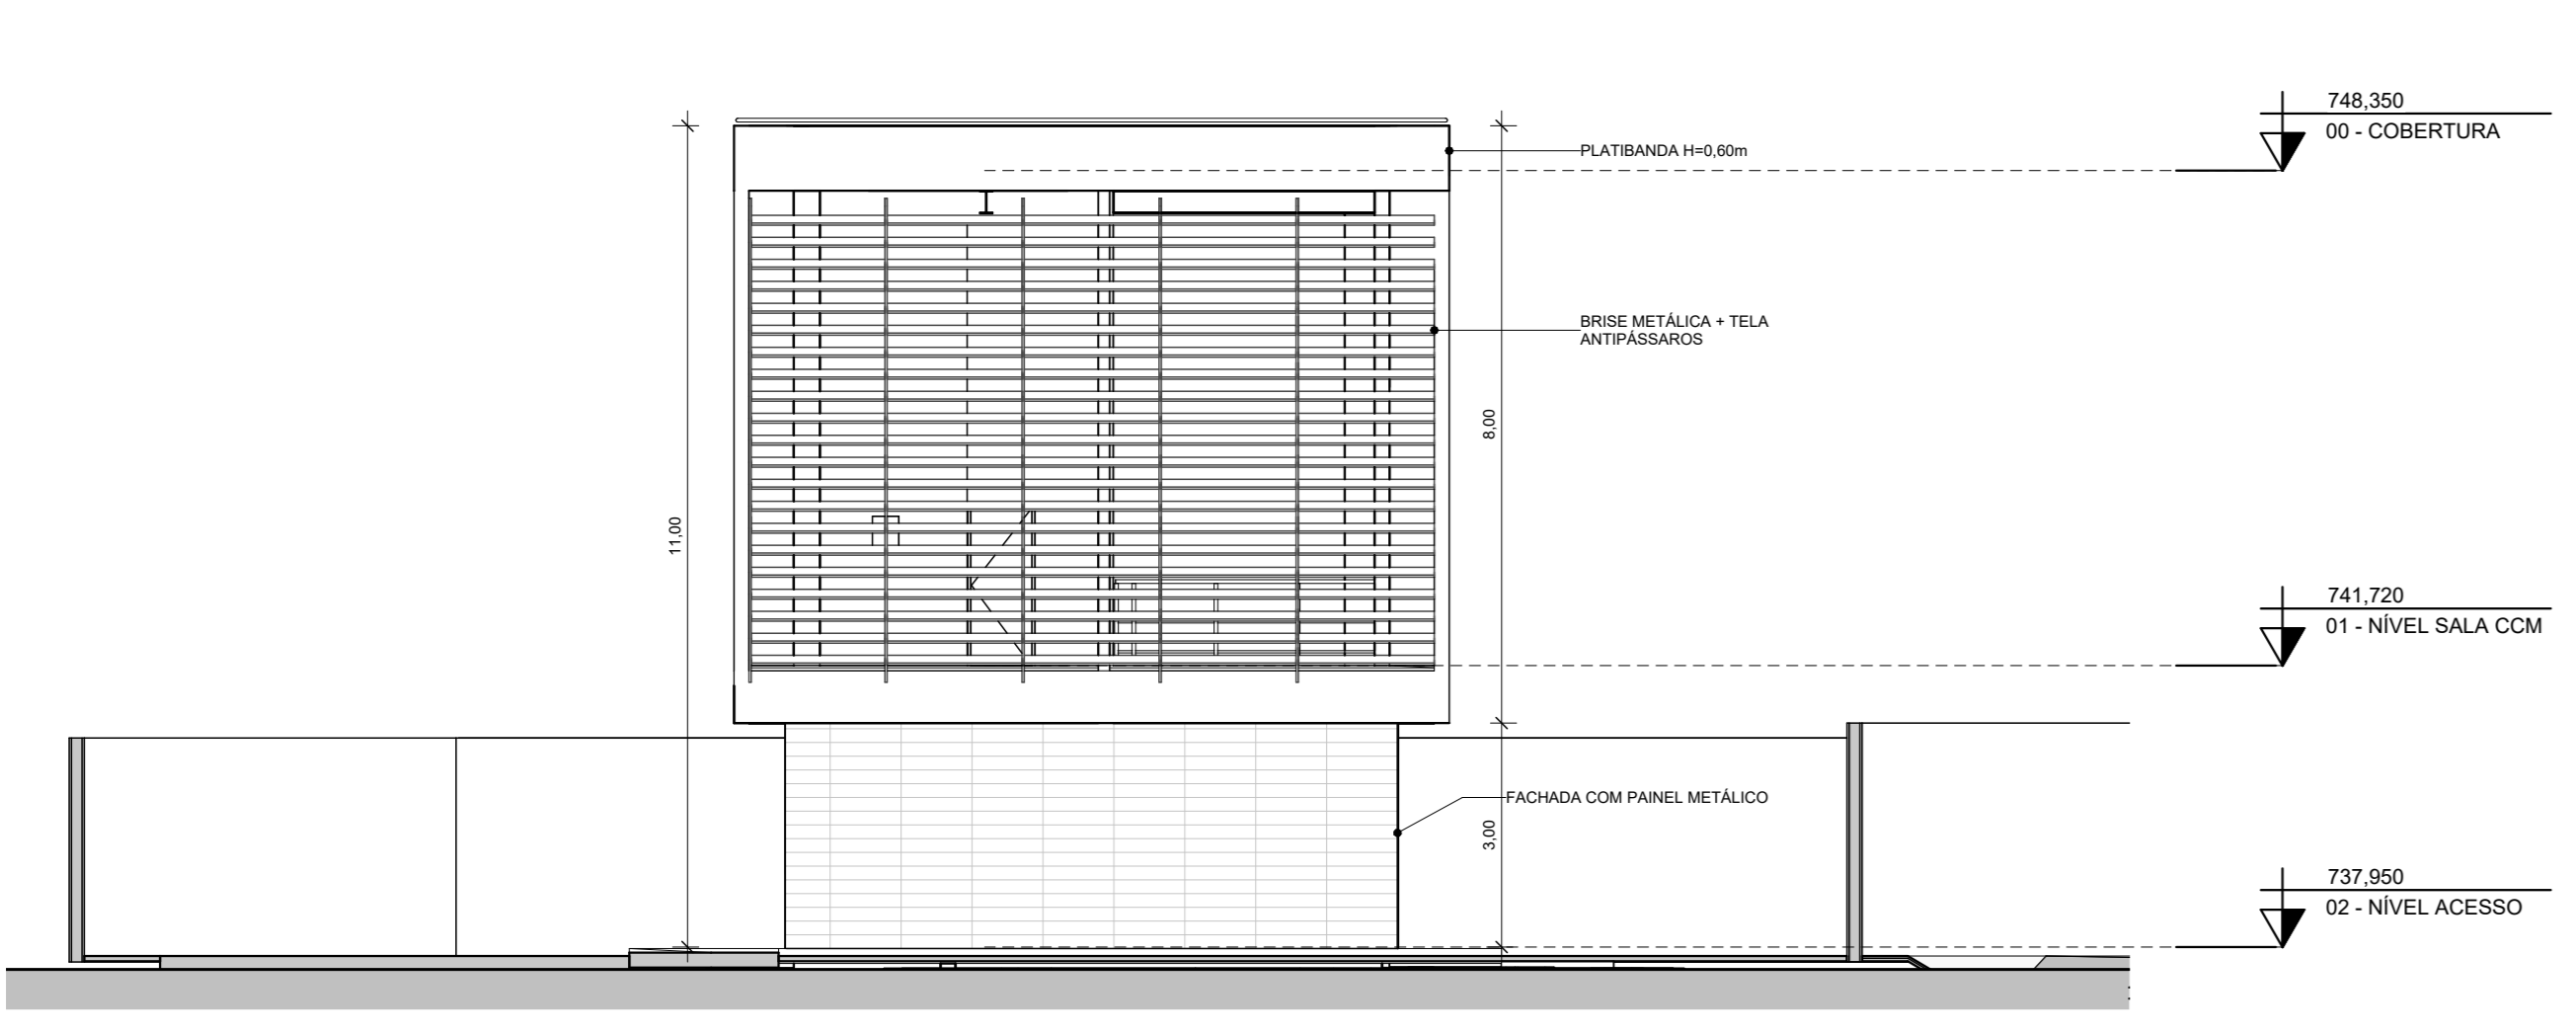 748,350
00 - COBERTURA
PLATIBANDA H=0,60m
BRISE METÁLICA + TELA
ANTIPÁSSAROS
8,00
11,00
741,720
01 - NÍVEL SALA CCM
FACHADA COM PAINEL METÁLICO
3,00
737,950
02 - NÍVEL ACESSO